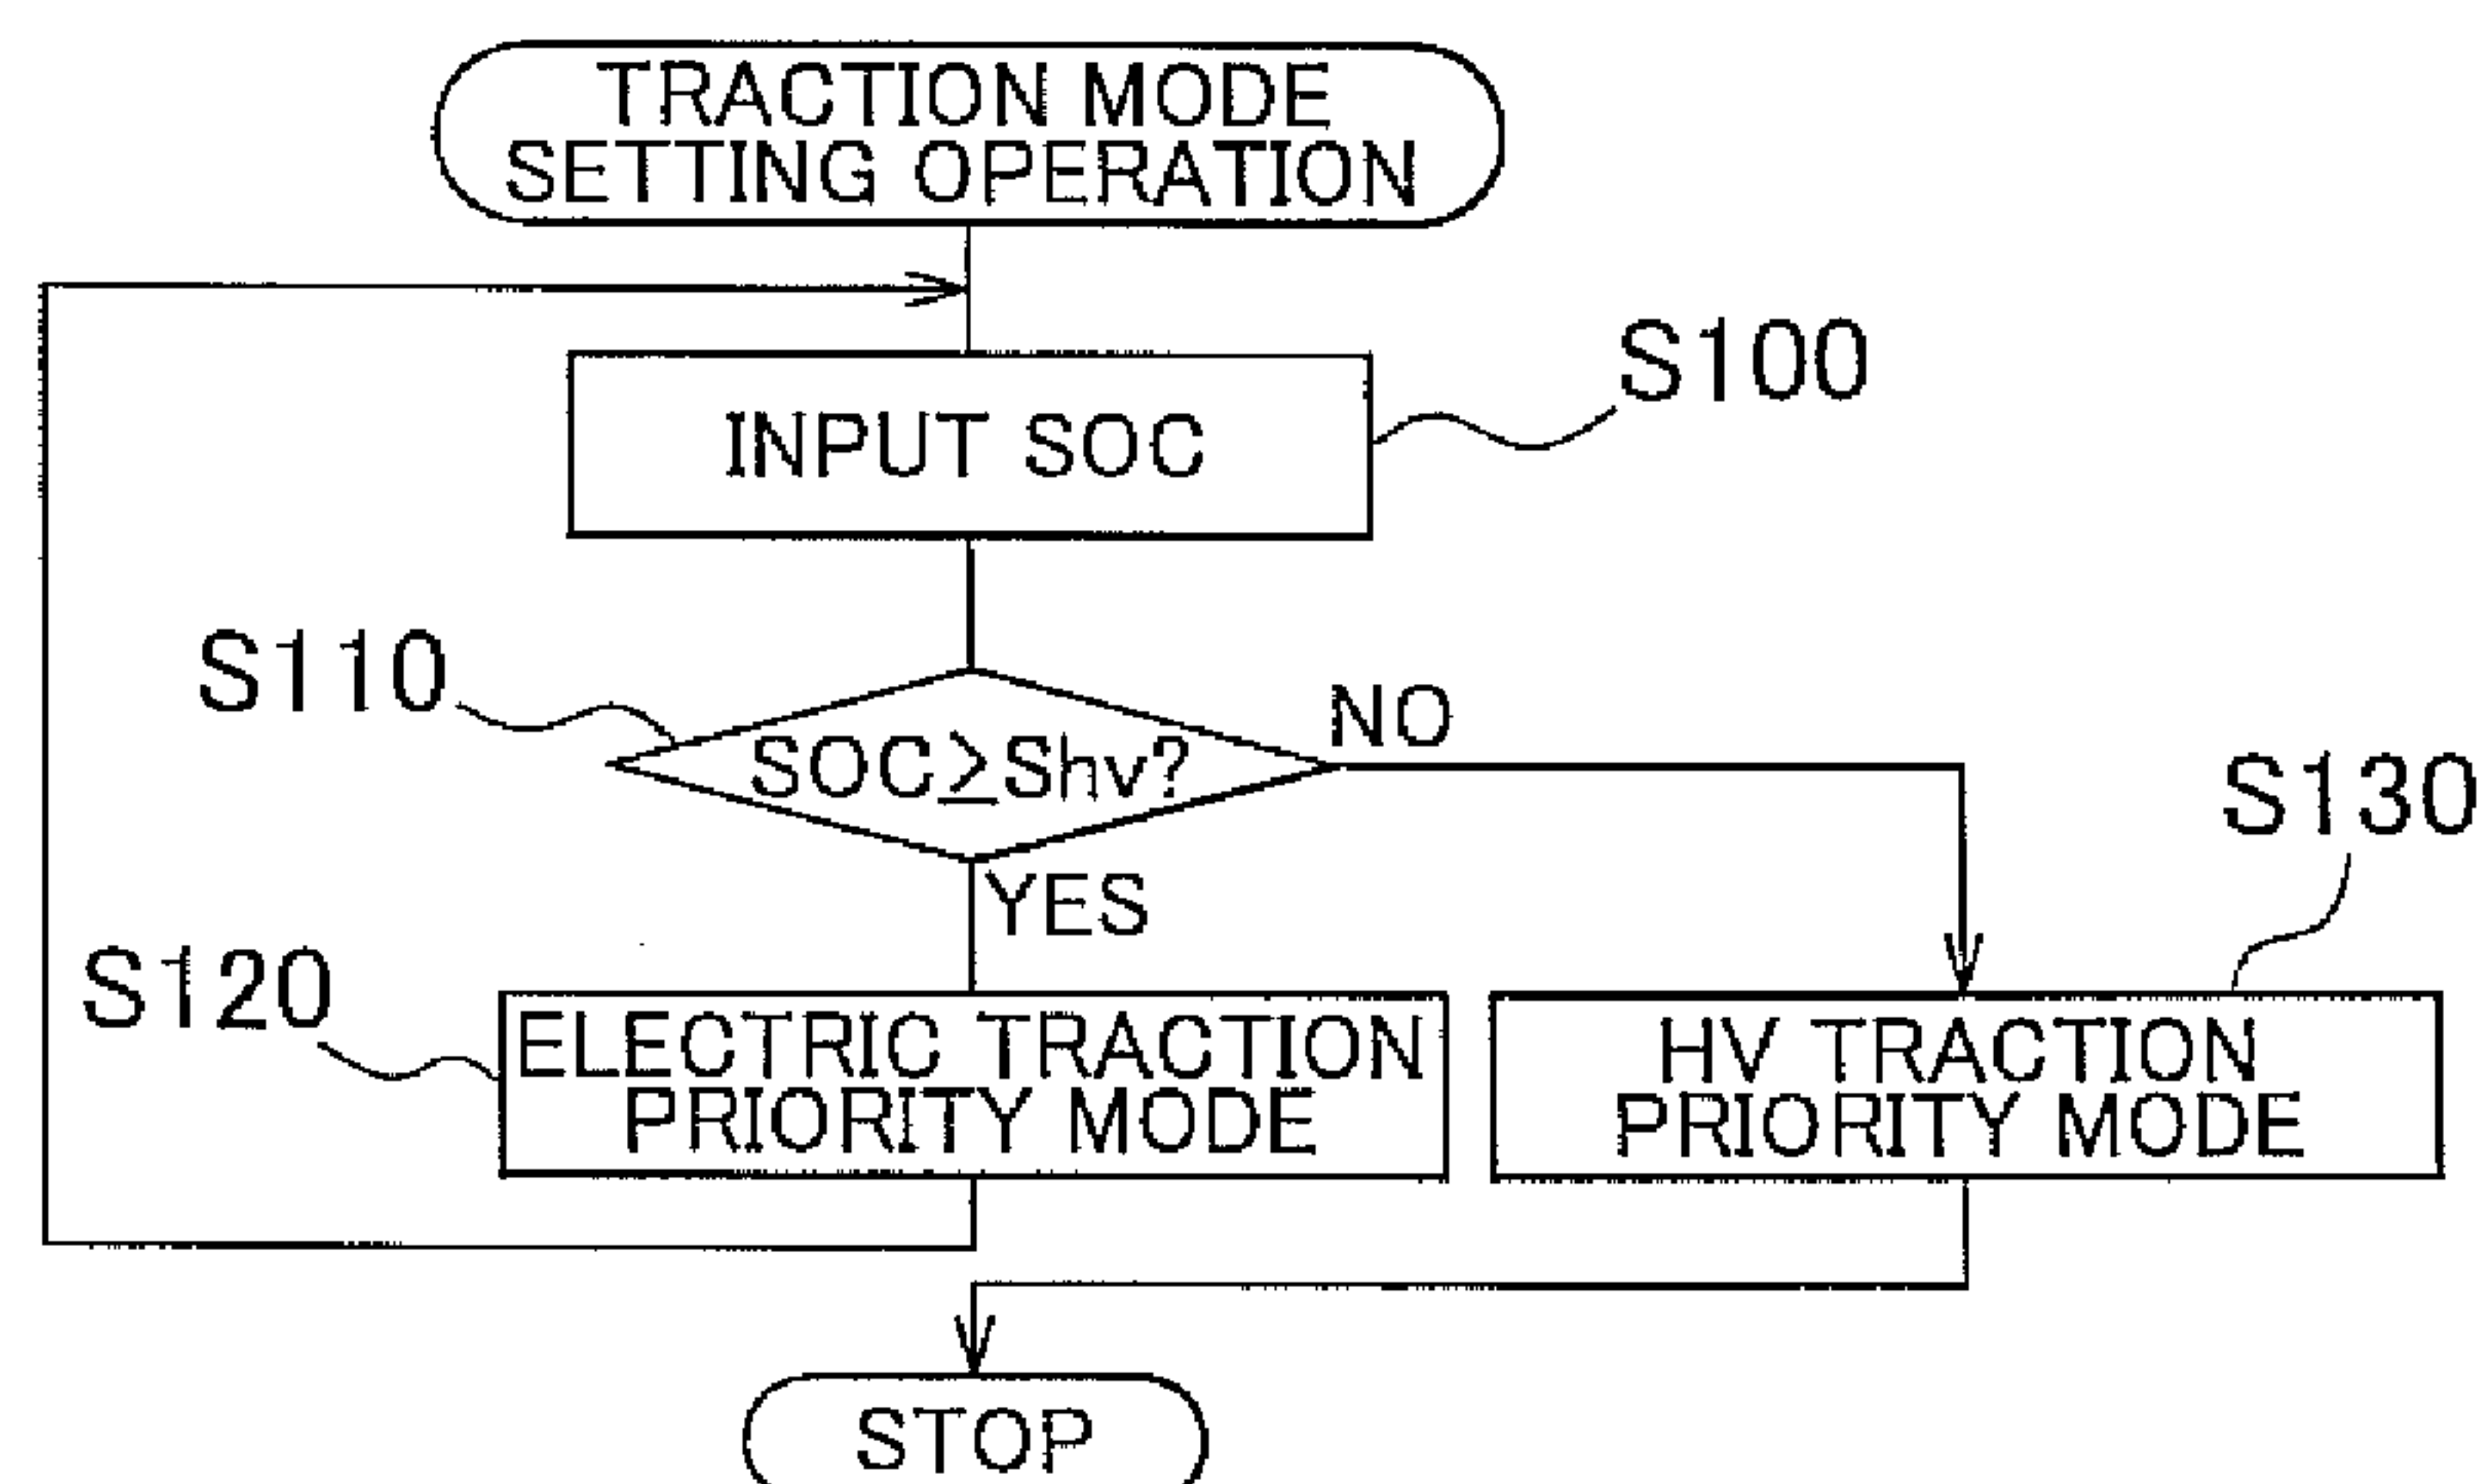 TRACTION MODE
SETTING OPERATION
INPUT SOC
S100
S110
SOC≥Shv?
NO
YES
S130
S120
ELECTRIC TRACTION
PRIORITY MODE
HV TRACTION
PRIORITY MODE
STOP